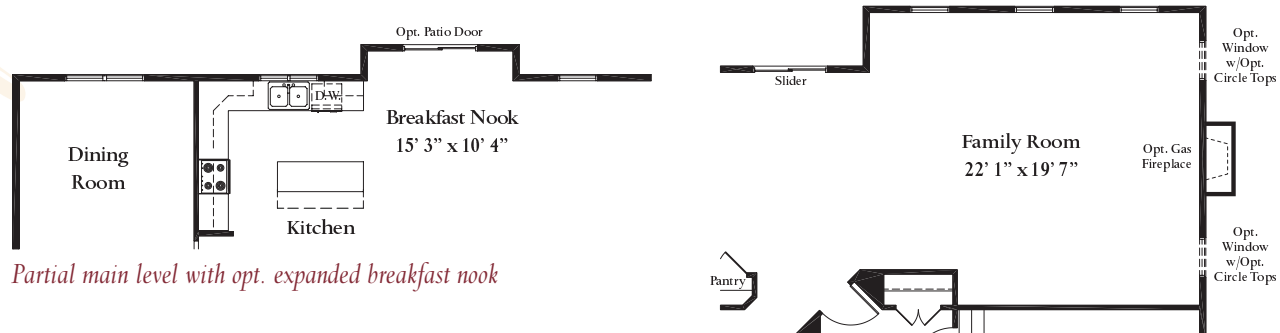 Opt. Patio Door
D.W.
Breakfast Nook
15’ 3” x 10’ 4”
Dining
Room
Kitchen
Partial main level with opt. expanded breakfast nook
Slider
Opt.
Window
w/Opt.
Circle Tops
Family Room
22’ 1” x 19’ 7”
Opt. Gas
Fireplace
Opt.
Window
w/Opt.
Circle Tops
Pantry